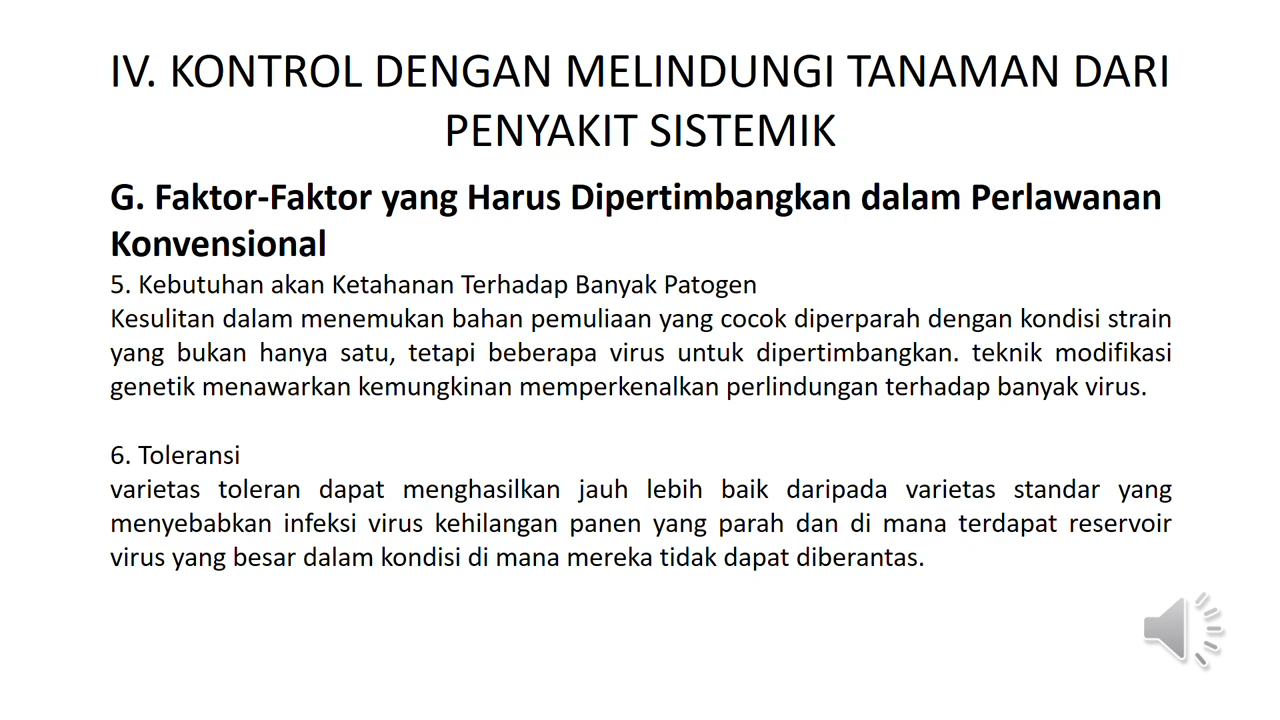 IV. KONTROL DENGAN MELINDUNGI TANAMAN DARI
PENYAKIT SISTEMIK
G. Faktor-Faktor yang Harus Dipertimbangkan dalam Perlawanan
Konvensional
5. Kebutuhan akan Ketahanan Terhadap Banyak Patogen
Kesulitan dalam menemukan bahan pemuliaan yang cocok diperparah dengan kondisi strain
yang bukan hanya satu, tetapi beberapa virus untuk dipertimbangkan. teknik modifikasi
genetik menawarkan kemungkinan memperkenalkan perlindungan terhadap banyak virus.
6. Toleransi
varietas toleran dapat menghasilkan jauh lebih baik daripada varietas standar yang
menyebabkan infeksi virus kehilangan panen yang parah dan di mana terdapat reservoir
virus yang besar dalam kondisi di mana mereka tidak dapat diberantas.